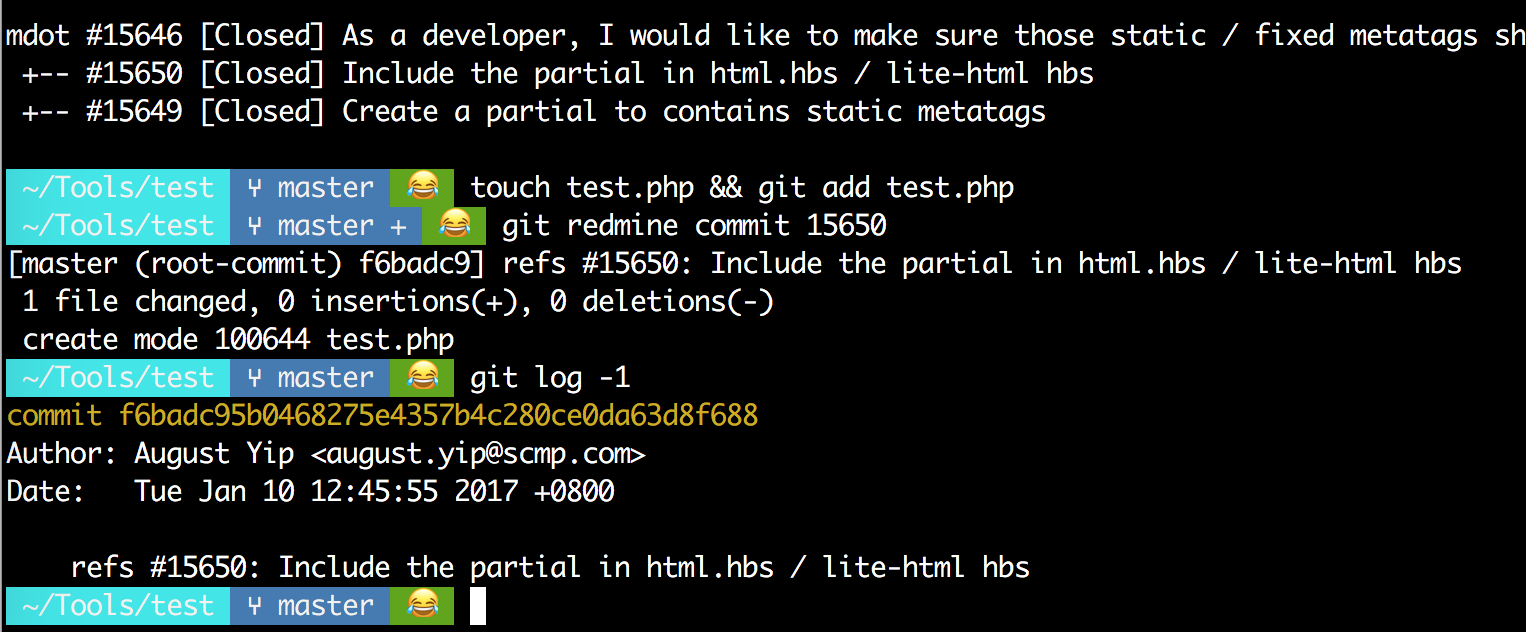 mdot #15646 [Closed] As a developer, I would like to make sure those static / fixed metatags sh
+-- #15650 [Closed] Include the partial in html.hbs / lite-html hbs
+-- #15649 [Closed] Create a partial to contains static metatags
~/Tools/test master 😂 touch test.php && git add test.php
~/Tools/test master + 😂 git redmine commit 15650
[master (root-commit) f6badc9] refs #15650: Include the partial in html.hbs / lite-html hbs
1 file changed, 0 insertions(+), 0 deletions(-)
create mode 100644 test.php
~/Tools/test master 😂 git log -1
commit f6badc95b0468275e4357b4c280ce0da63d8f688
Author: August Yip <august.yip@scmp.com>
Date:   Tue Jan 10 12:45:55 2017 +0800
refs #15650: Include the partial in html.hbs / lite-html hbs
~/Tools/test master 😂